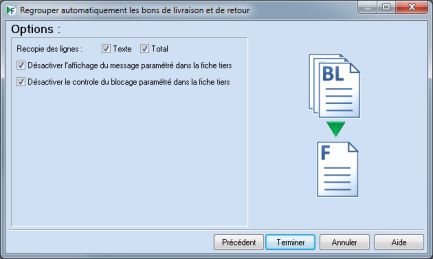 Regrouper automatiquement les bons de livraison et de retour
Options :
Recopie des lignes : Texte Total
Désactiver l'affichage du message paramétré dans la fiche tiers
Désactiver le controle du blocage paramétré dans la fiche tiers
BL
F
Précédent Terminer Annuler Aide